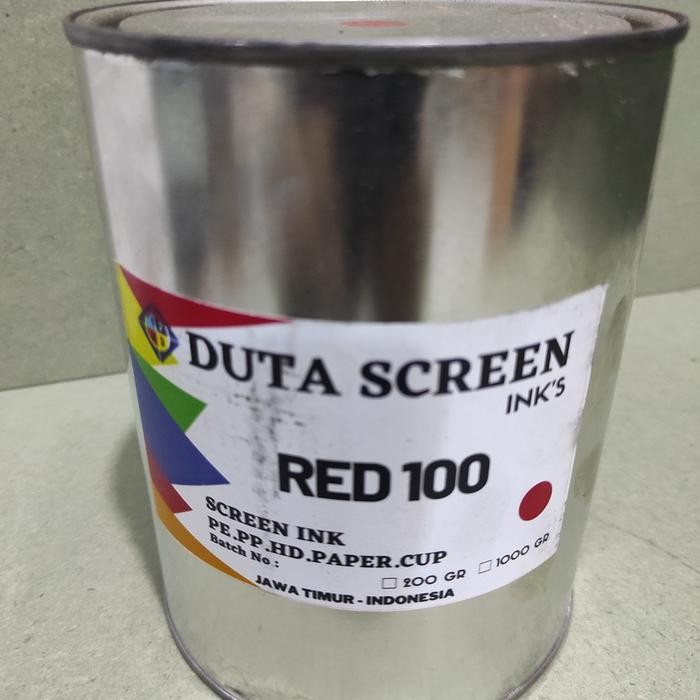 DUTA SCREEN
INK'S
RED 100
SCREEN INK
PE.PP.HD.PAPER.CUP
Batch No :
200 GR 1000 GR
JAWA TIMUR - INDONESIA